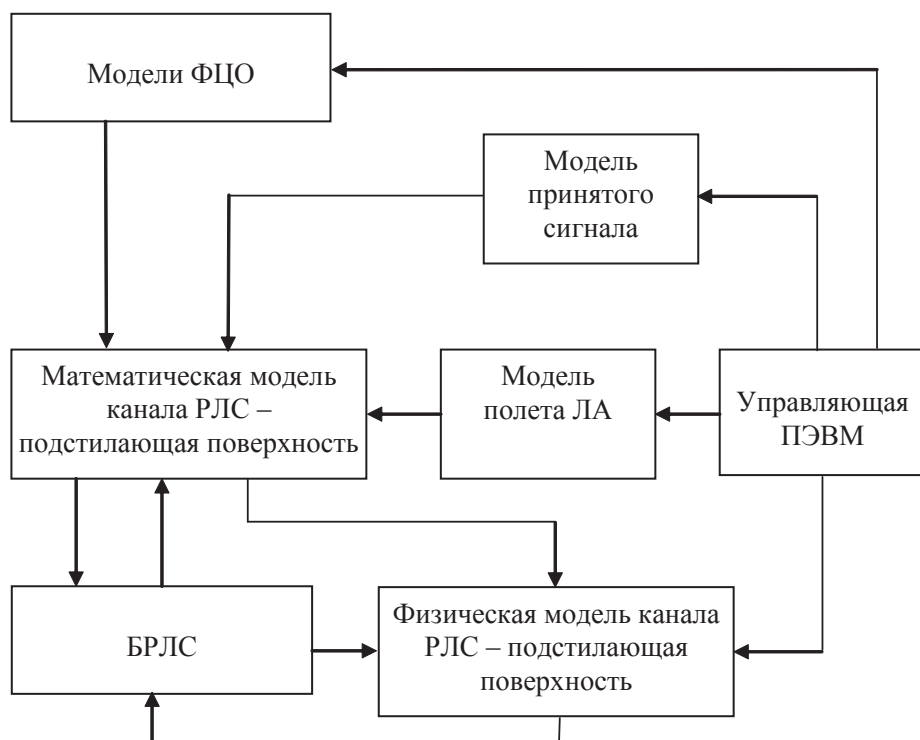 Модели ФЦО
Модель
принятого
сигнала
Математическая модель
канала РЛС –
подстилающая поверхность
Модель
полета ЛА
Управляющая
ПЭВМ
БРЛС
Физическая модель канала
РЛС – подстилающая
поверхность